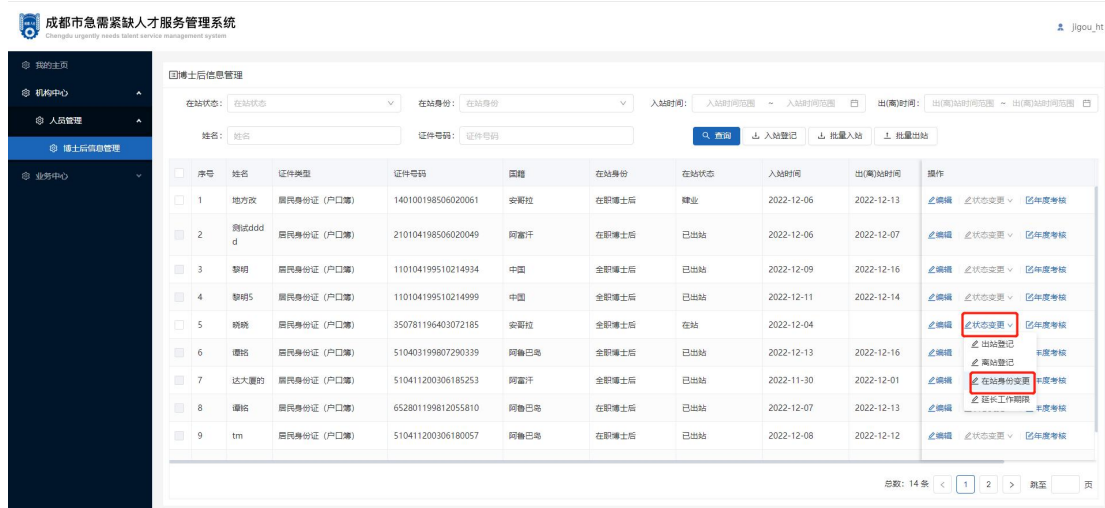 成都市急需紧缺人才服务管理系统
Chengdu urgently needs talent service management system
jigou_ht
我的主页
机构中心
人员管理
博士后信息管理
业务中心
博士后信息管理
在站状态: 在站状态 在站身份: 在站身份 入站时间: 入站时间范围 ~ 入站时间范围 出(离)时间: 出(离)站时间范围 ~ 出(离)站时间范围
姓名: 姓名 证件号码: 证件号码 查询 入站登记 批量入站 批量出站
序号 姓名 证件类型 证件号码 国籍 在站身份 在站状态 入站时间 出(离)站时间 操作
1 地方改 居民身份证（户口簿） 140100198506020061 安哥拉 在职博士后 肄业 2022-12-06 2022-12-13 编辑 状态变更 年度考核
2 测试dddd 居民身份证（户口簿） 210104198506020049 阿富汗 在职博士后 已出站 2022-12-06 2022-12-07 编辑 状态变更 年度考核
3 黎明 居民身份证（户口簿） 110104199510214934 中国 全职博士后 已出站 2022-12-09 2022-12-16 编辑 状态变更 年度考核
4 黎明5 居民身份证（户口簿） 110104199510214999 中国 全职博士后 已出站 2022-12-11 2022-12-14 编辑 状态变更 年度考核
5 晓晓 居民身份证（户口簿） 350781196403072185 安哥拉 全职博士后 在站 2022-12-04 编辑 状态变更 年度考核
出站登记
6 谭铭 居民身份证（户口簿） 510403199807290339 阿鲁巴岛 全职博士后 已出站 2022-12-13 2022-12-16 编辑 年度考核
离站登记
7 达大厦的 居民身份证（户口簿） 510411200306185253 阿富汗 全职博士后 已出站 2022-11-30 2022-12-01 编辑 在站身份变更 年度考核
延长工作期限
8 谭铭 居民身份证（户口簿） 652801199812055810 阿鲁巴岛 全职博士后 已出站 2022-12-07 2022-12-13 编辑 年度考核
9 tm 居民身份证（户口簿） 510411200306180057 阿鲁巴岛 在职博士后 已出站 2022-12-08 2022-12-12 编辑 状态变更 年度考核
总数: 14 条 < 1 2 > 跳至 页